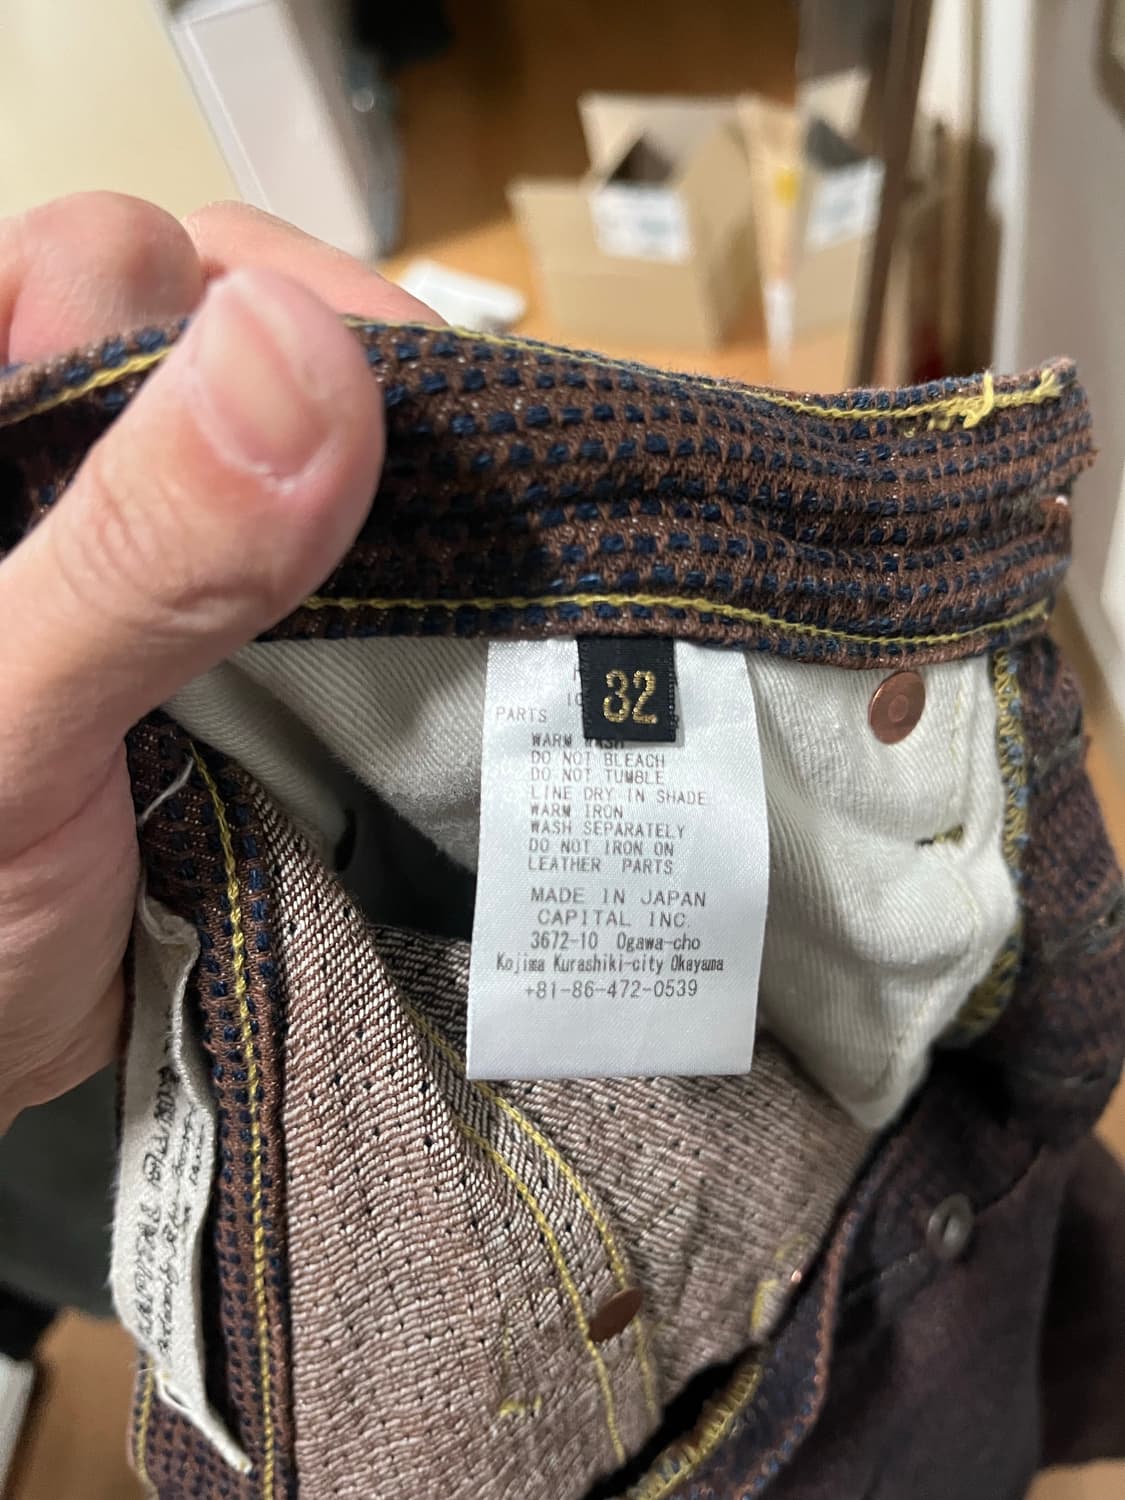 32
PARTS
WARM WASH
DO NOT BLEACH
DO NOT TUMBLE
LINE DRY IN SHADE
WARM IRON
WASH SEPARATELY
DO NOT IRON ON
LEATHER PARTS
MADE IN JAPAN
CAPITAL INC.
3672-10 Ogawa-cho
Kojima Kurashiki-city Okayama
+81-86-472-0539